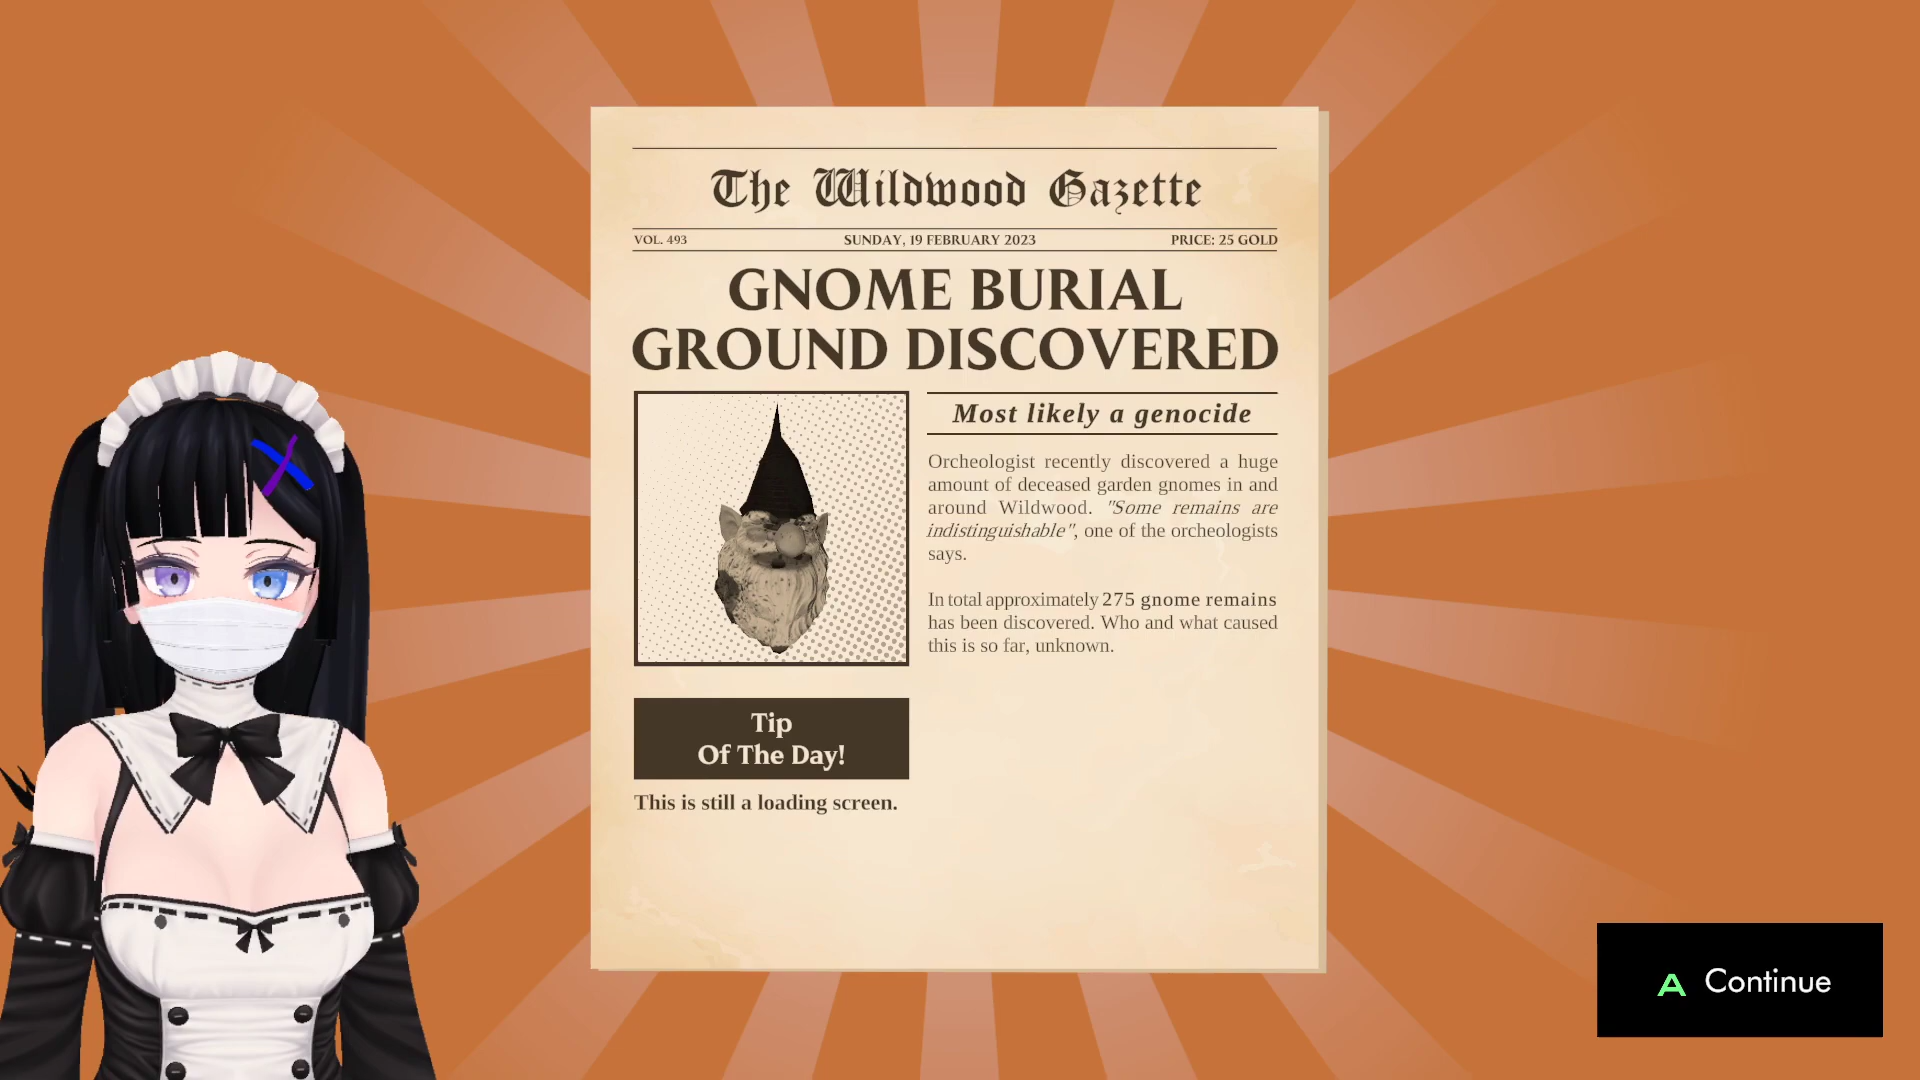 The Wildwood Gazette
VOL. 493
SUNDAY, 19 FEBRUARY 2023
PRICE: 25 GOLD
GNOME BURIAL
GROUND DISCOVERED
Most likely a genocide
Orcheologist recently discovered a huge
amount of deceased garden gnomes in and
around Wildwood. "Some remains are
indistinguishable", one of the orcheologists
says.
In total approximately 275 gnome remains
has been discovered. Who and what caused
this is so far, unknown.
Tip
Of The Day!
This is still a loading screen.
A Continue